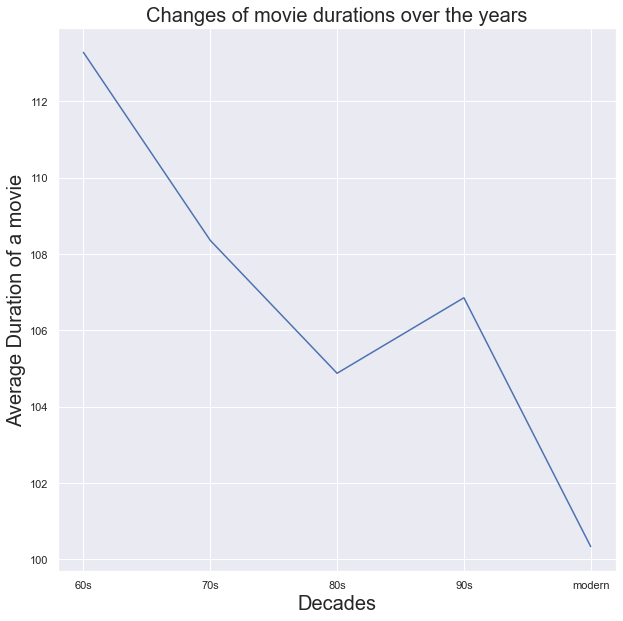 Changes of movie durations over the years
Average Duration of a movie
112
110
108
106
104
102
100
60s
70s
80s
90s
modern
Decades